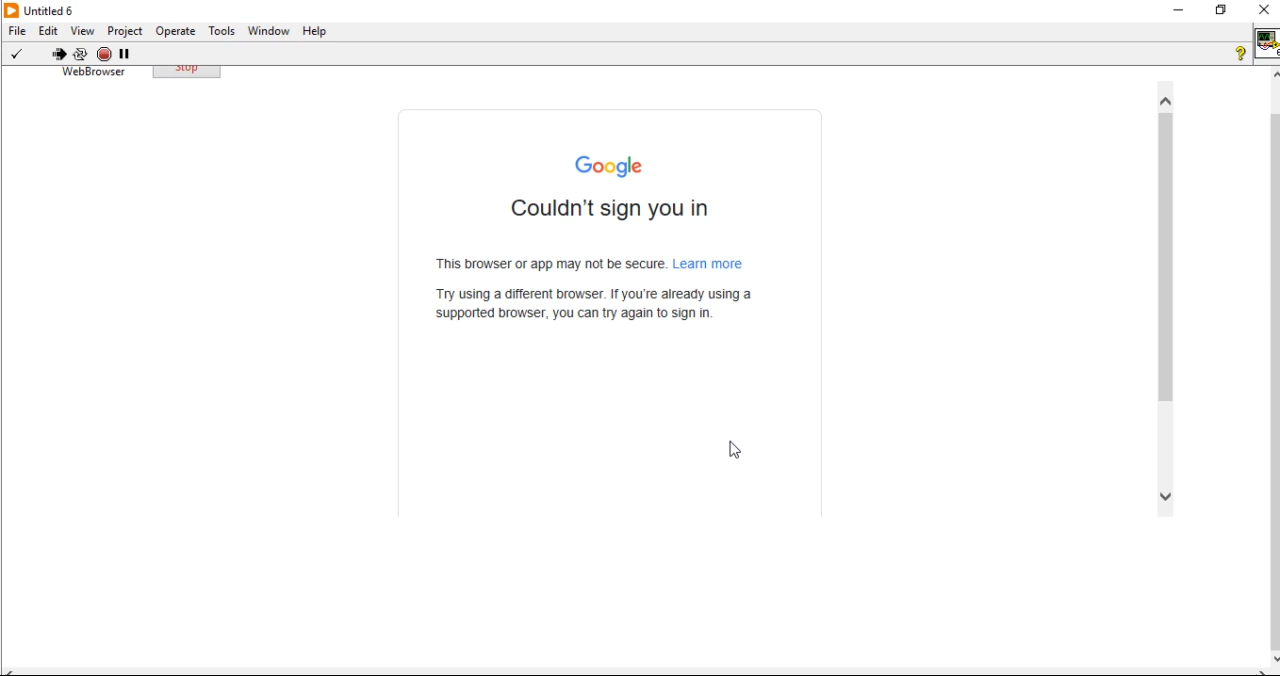 Untitled 6
File Edit View Project Operate Tools Window Help
?
WebBrowser Stop
Google
Couldn't sign you in
This browser or app may not be secure. Learn more
Try using a different browser. If you're already using a
supported browser, you can try again to sign in.